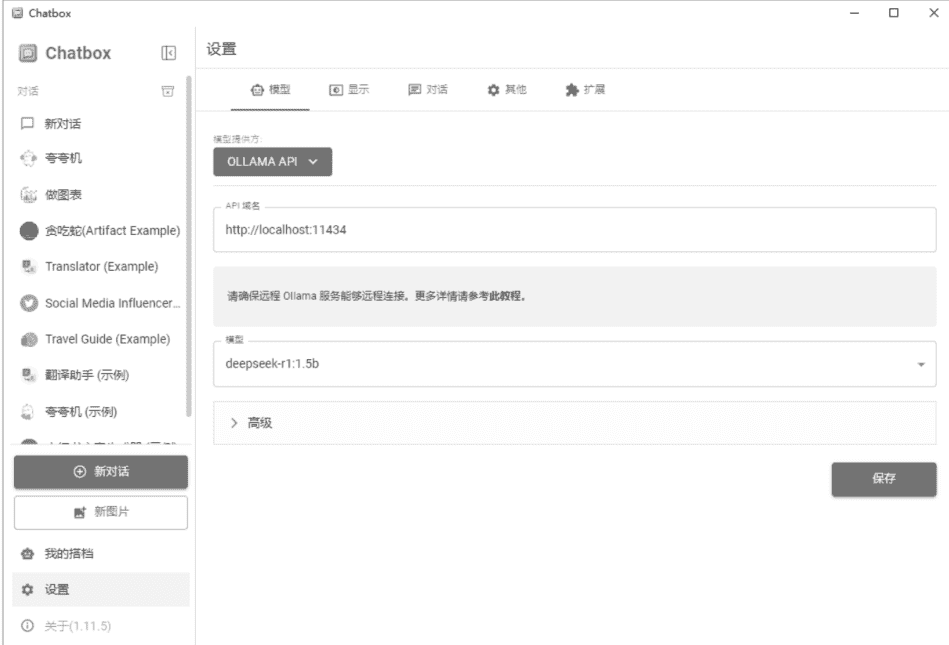 Chatbox
Chatbox
对话
新对话
夸夸机
做图表
贪吃蛇(Artifact Example)
Translator (Example)
Social Media Influencer...
Travel Guide (Example)
翻译助手 (示例)
夸夸机 (示例)
新对话
新图片
我的搭档
设置
关于(1.11.5)
设置
模型
显示
对话
其他
扩展
模型提供方:
OLLAMA API
API 域名
http://localhost:11434
请确保远程 Ollama 服务能够远程连接。更多详情请参考此教程。
模型
deepseek-r1:1.5b
高级
保存